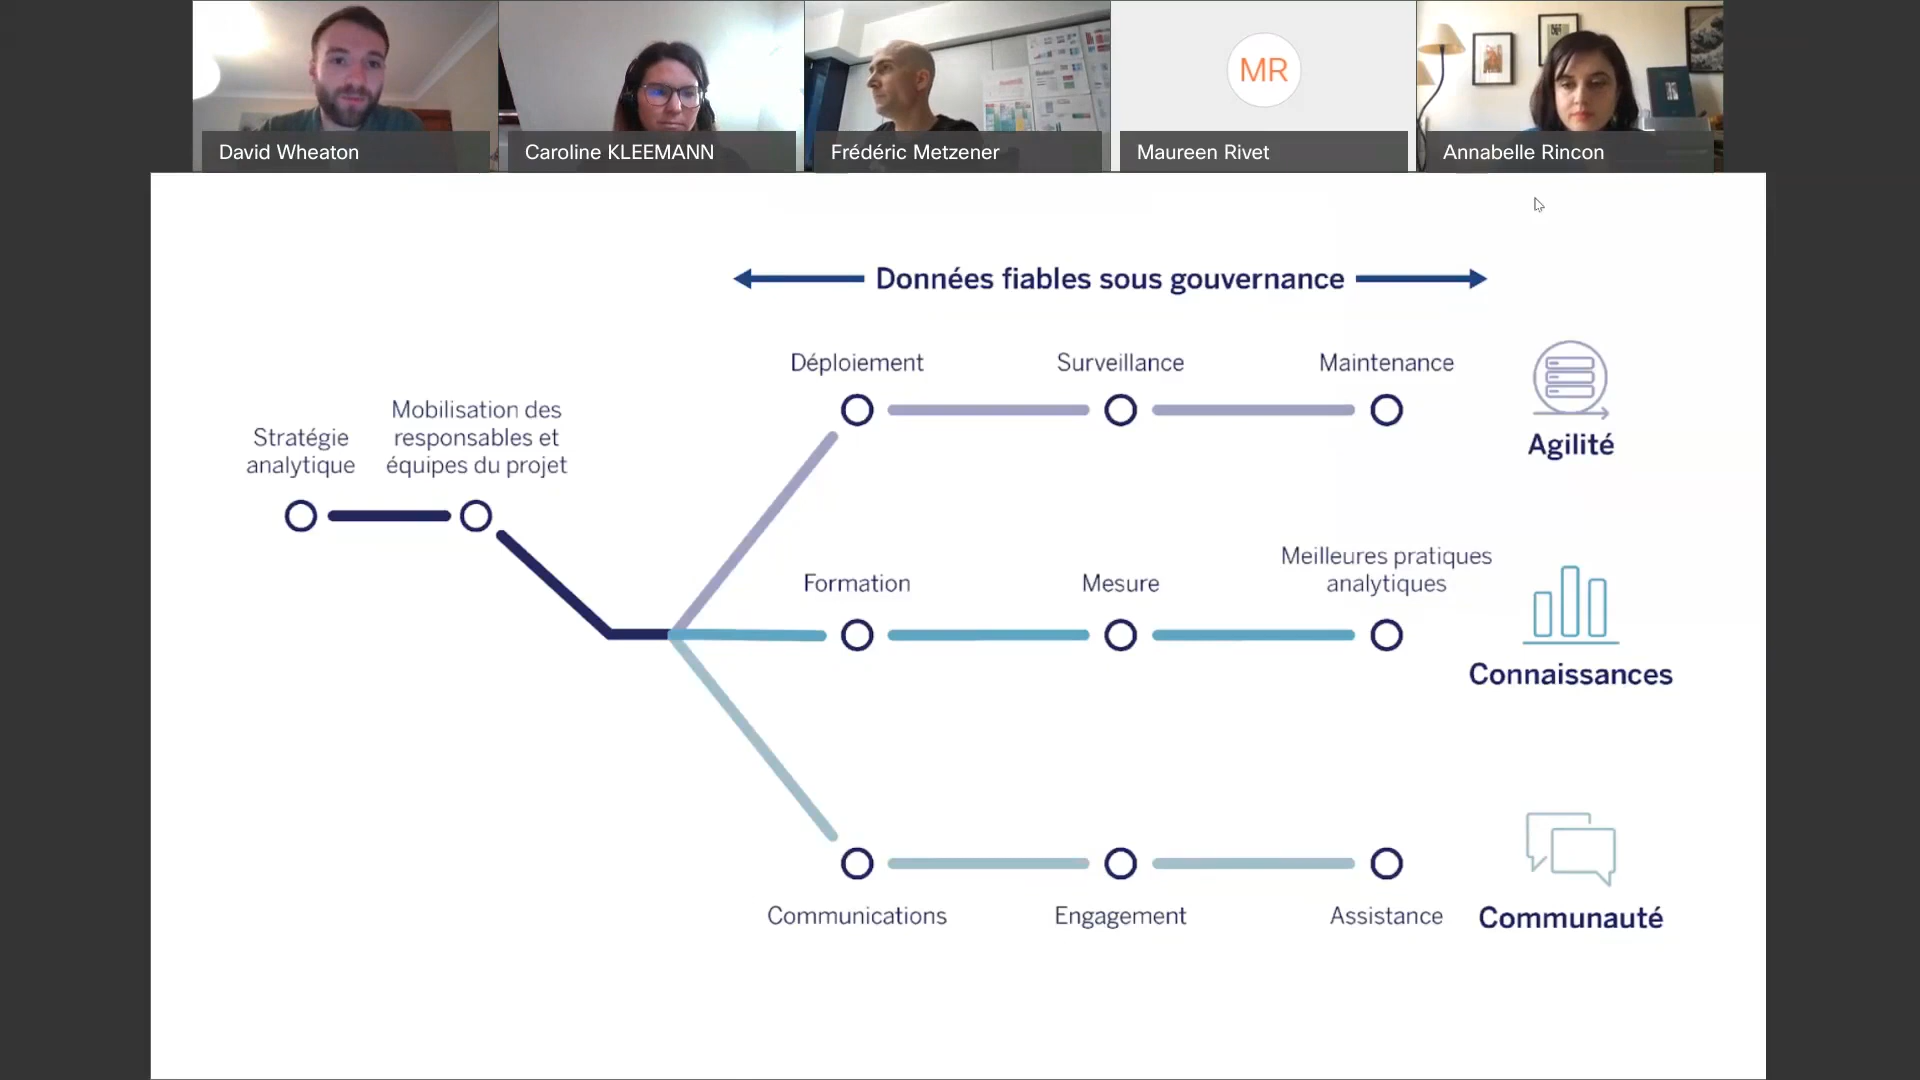 David Wheaton
Caroline KLEEMANN
Frédéric Metzener
MR
Maureen Rivet
Annabelle Rincon
Données fiables sous gouvernance
Déploiement
Surveillance
Maintenance
Agilité
Stratégie
analytique
Mobilisation des
responsables et
équipes du projet
Formation
Mesure
Meilleures pratiques
analytiques
Connaissances
Communications
Engagement
Assistance
Communauté